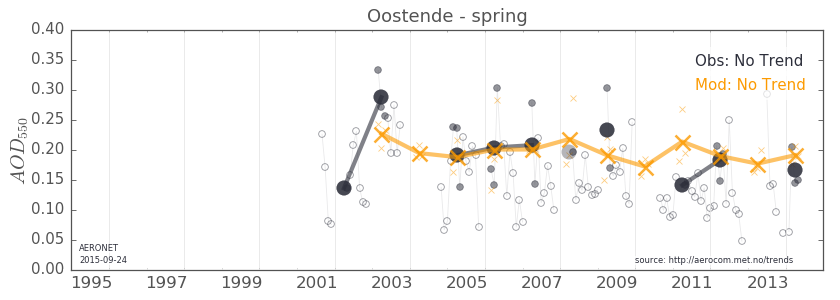 Oostende - spring
0.40
0.35
0.30
0.25
0.20
0.15
0.10
0.05
0.00
AOD550
Obs: No Trend
Mod: No Trend
AERONET
2015-09-24
source: http://aerocom.met.no/trends
1995 1997 1999 2001 2003 2005 2007 2009 2011 2013